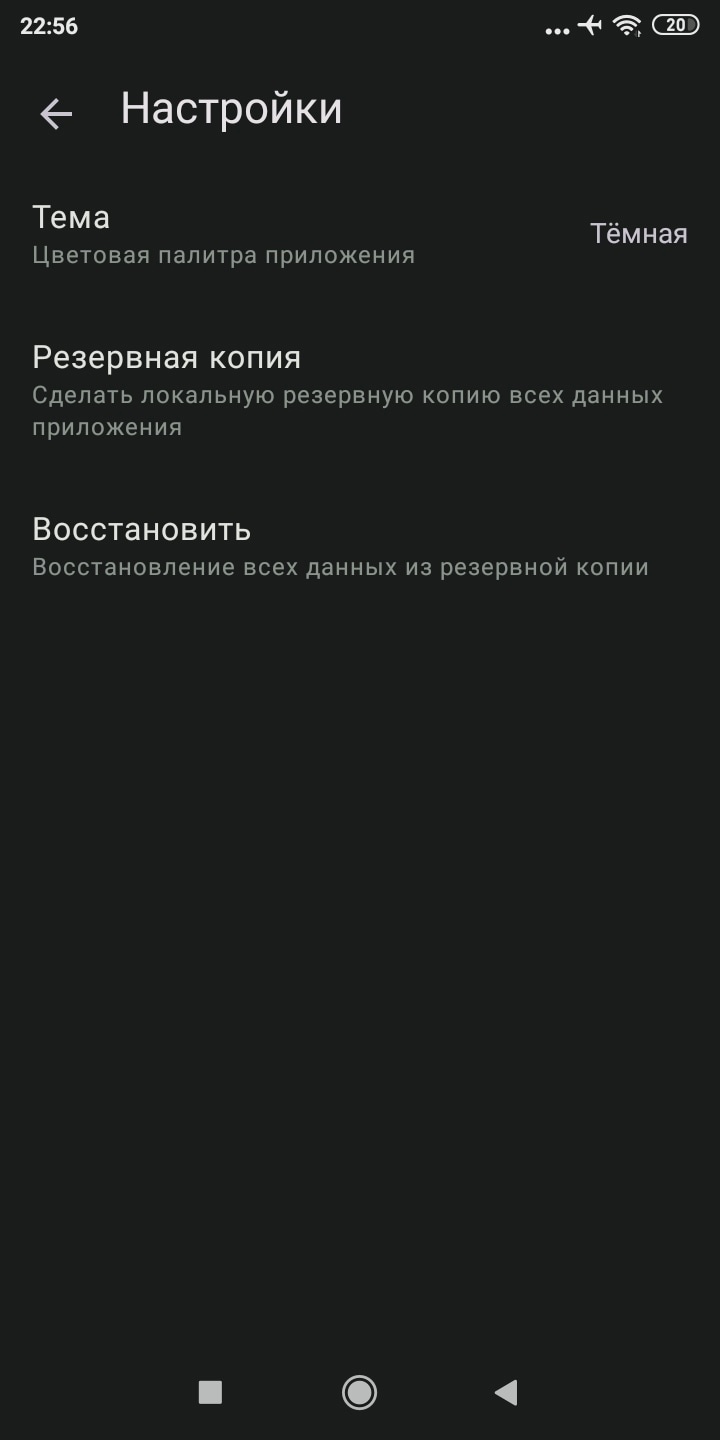 22:56
20
Настройки
Тема
Цветовая палитра приложения
Тёмная
Резервная копия
Сделать локальную резервную копию всех данных
приложения
Восстановить
Восстановление всех данных из резервной копии